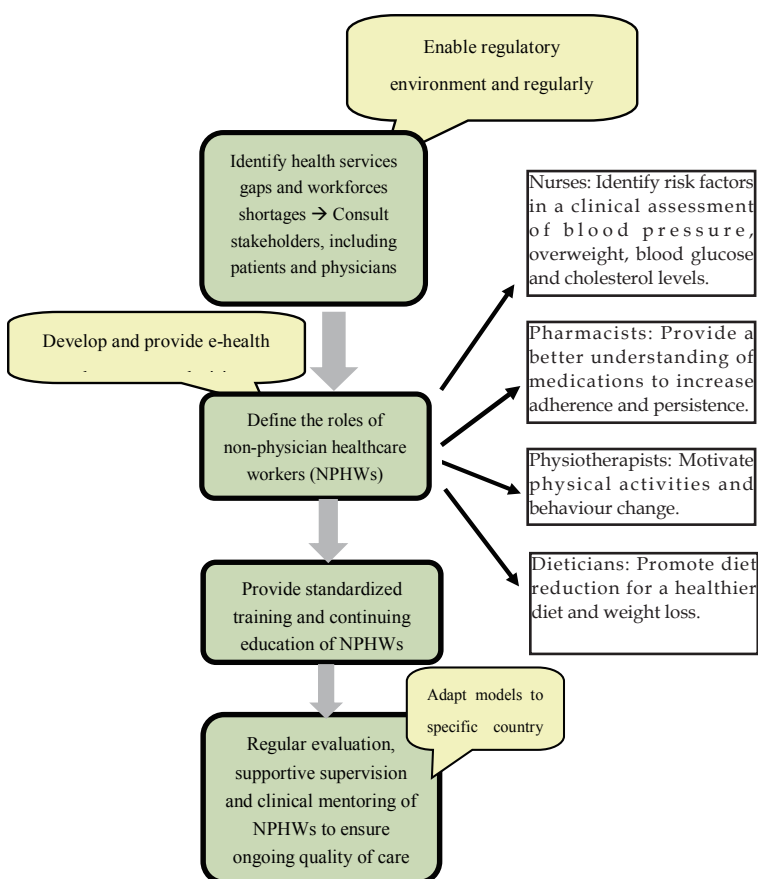 Enable regulatory
environment and regularly
Identify health services
gaps and workforces
shortages → Consult
stakeholders, including
patients and physicians
Nurses: Identify risk factors
in a clinical assessment
of blood pressure,
overweight, blood glucose
and cholesterol levels.
Develop and provide e-health
Pharmacists: Provide a
better understanding of
medications to increase
adherence and persistence.
Define the roles of
non-physician healthcare
workers (NPHWs)
Physiotherapists: Motivate
physical activities and
behaviour change.
Dieticians: Promote diet
reduction for a healthier
diet and weight loss.
Provide standardized
training and continuing
education of NPHWs
Adapt models to
specific country
Regular evaluation,
supportive supervision
and clinical mentoring of
NPHWs to ensure
ongoing quality of care